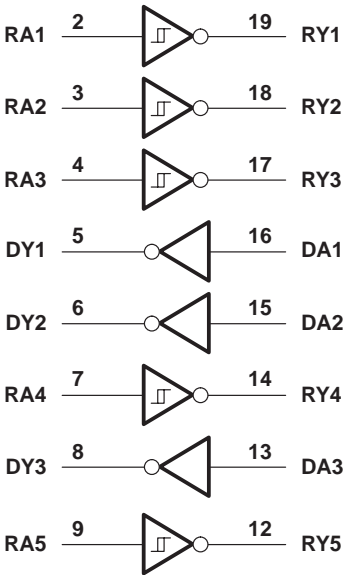 RA1 2 19 RY1
RA2 3 18 RY2
RA3 4 17 RY3
DY1 5 16 DA1
DY2 6 15 DA2
RA4 7 14 RY4
DY3 8 13 DA3
RA5 9 12 RY5